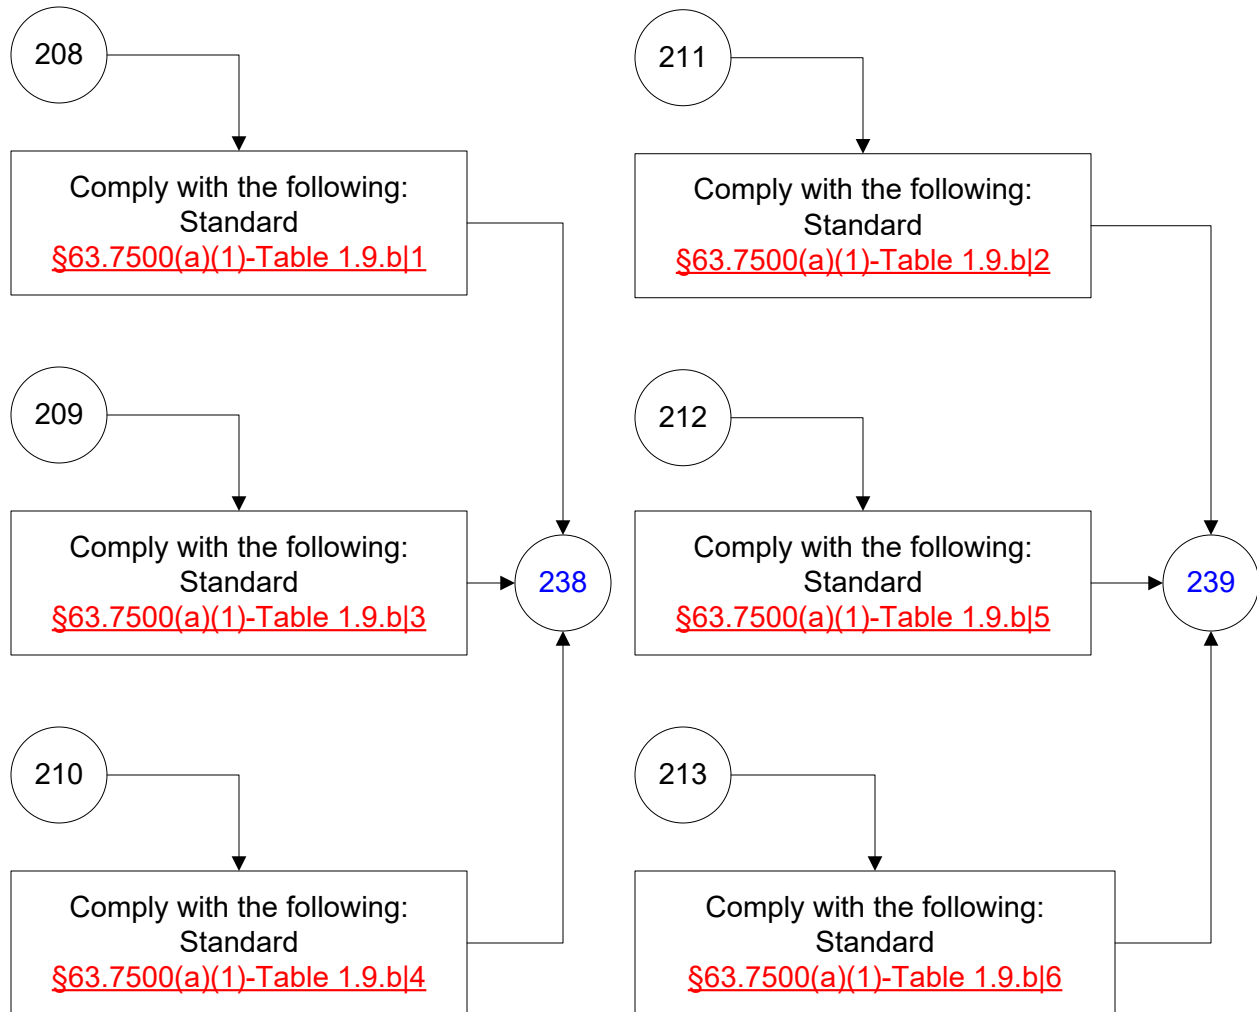 208
Comply with the following:
Standard
§63.7500(a)(1)-Table 1.9.b|1
209
Comply with the following:
Standard
§63.7500(a)(1)-Table 1.9.b|3
238
210
Comply with the following:
Standard
§63.7500(a)(1)-Table 1.9.b|4
211
Comply with the following:
Standard
§63.7500(a)(1)-Table 1.9.b|2
212
Comply with the following:
Standard
§63.7500(a)(1)-Table 1.9.b|5
239
213
Comply with the following:
Standard
§63.7500(a)(1)-Table 1.9.b|6